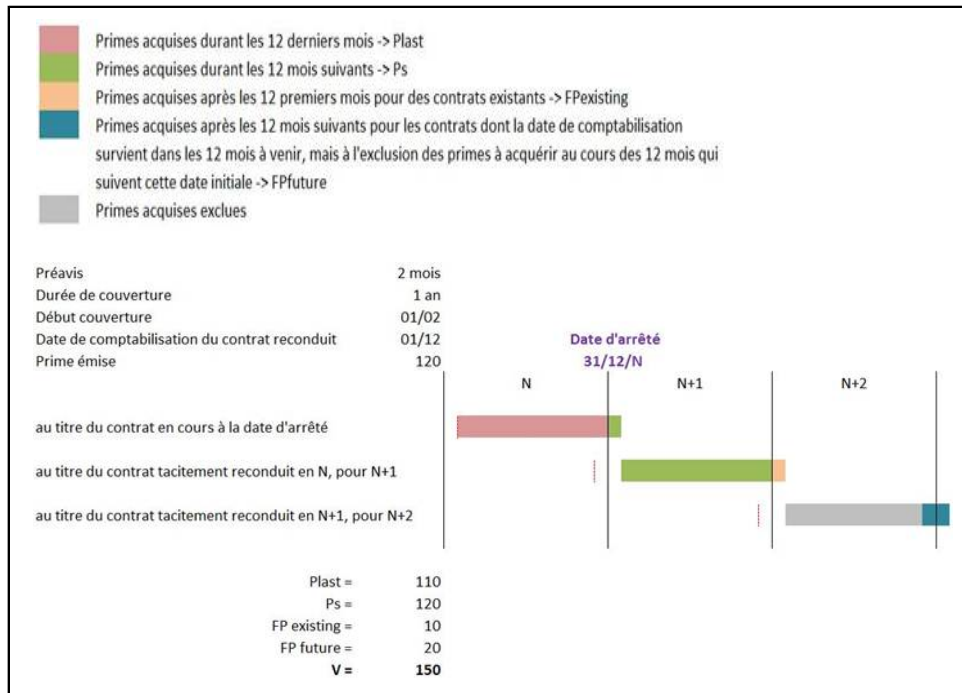 Primes acquises durant les 12 derniers mois -> Plast
Primes acquises durant les 12 mois suivants -> Ps
Primes acquises après les 12 premiers mois pour des contrats existants -> FPexisting
Primes acquises après les 12 mois suivants pour les contrats dont la date de comptabilisation
survient dans les 12 mois à venir, mais à l'exclusion des primes à acquérir au cours des 12 mois qui
suivent cette date initiale -> FPfuture
Primes acquises exclues
Préavis 2 mois
Durée de couverture 1 an
Début couverture 01/02
Date de comptabilisation du contrat reconduit 01/12 Date d'arrêté
Prime émise 120 31/12/N
N N+1 N+2
au titre du contrat en cours à la date d'arrêté
au titre du contrat tacitement reconduit en N, pour N+1
au titre du contrat tacitement reconduit en N+1, pour N+2
Plast = 110
Ps = 120
FP existing = 10
FP future = 20
V = 150